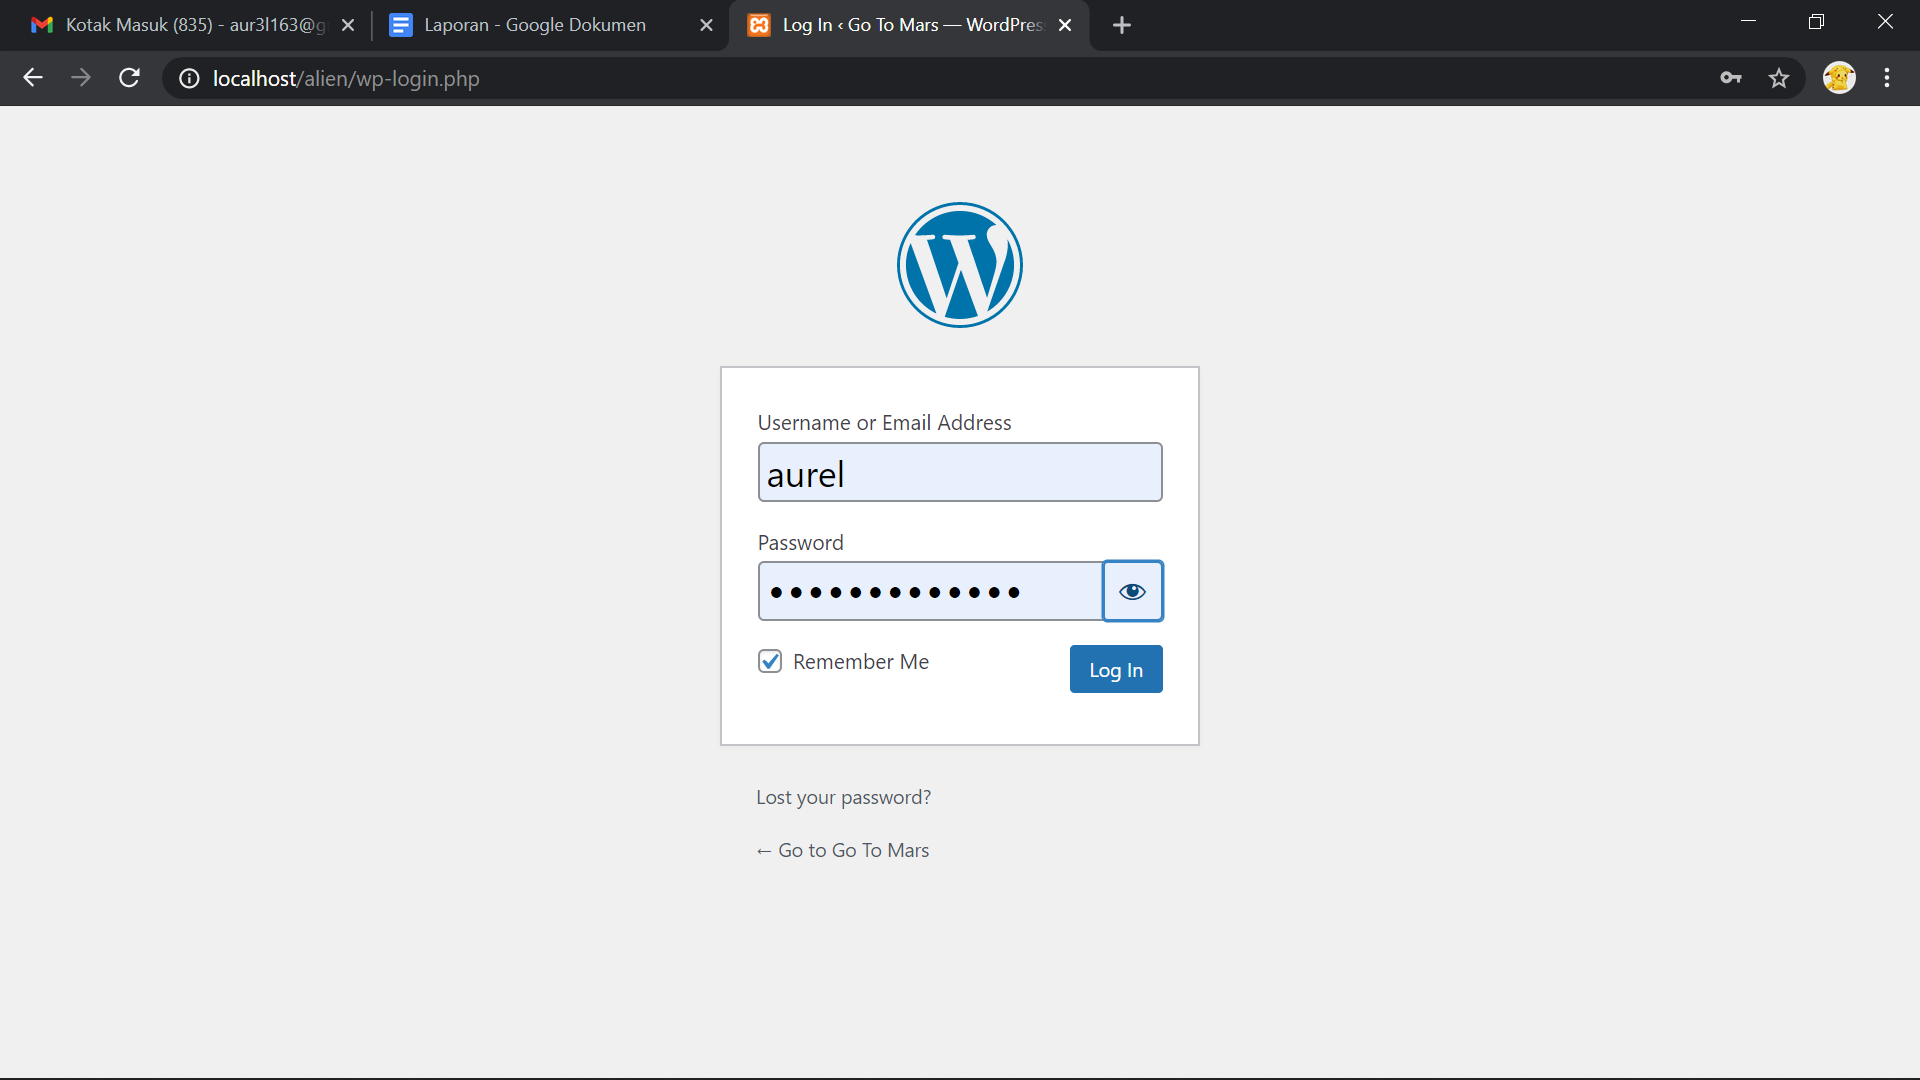 Kotak Masuk (835) - aur3l163@g
Laporan - Google Dokumen
Log In ‹ Go To Mars — WordPres
localhost/alien/wp-login.php
Username or Email Address
aurel
Password
•••••••••••••
Remember Me
Log In
Lost your password?
← Go to Go To Mars